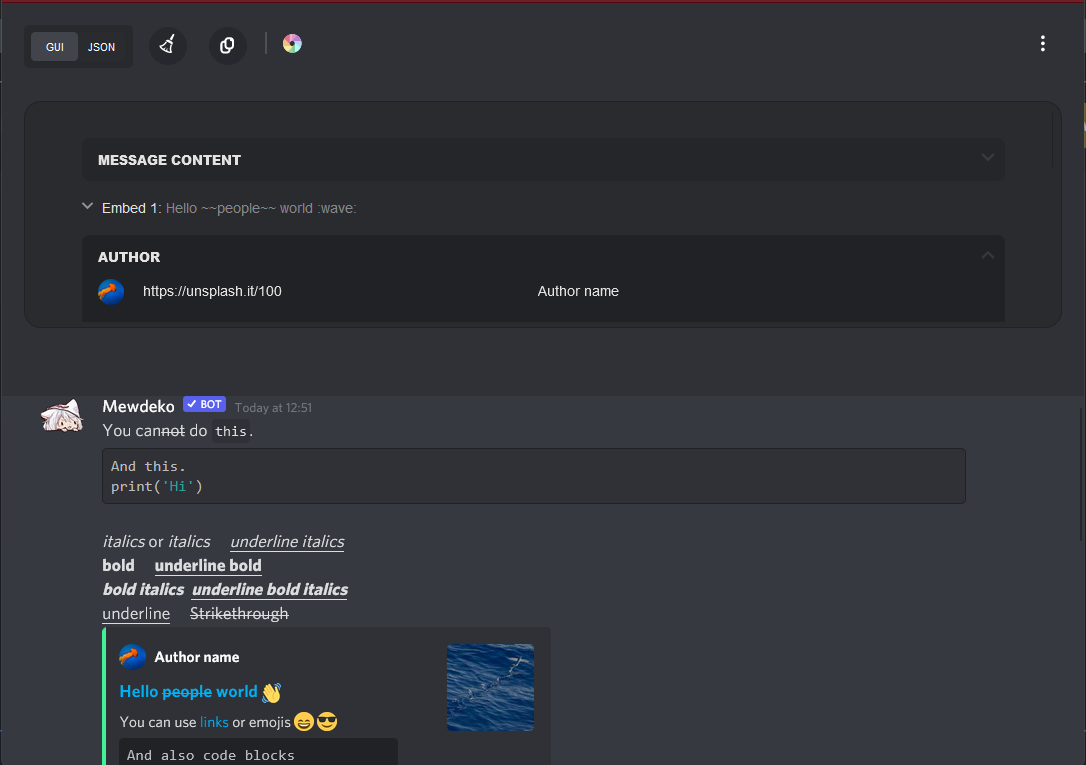 GUI JSON
MESSAGE CONTENT
Embed 1: Hello ~~people~~ world :wave:
AUTHOR
https://unsplash.it/100 Author name
Mewdeko BOT Today at 12:51
You cannot do this.
And this.
print('Hi')
italics or italics underline italics
bold underline bold
bold italics underline bold italics
underline Strikethrough
Author name
Hello people world 👋
You can use links or emojis 😄😎
And also code blocks